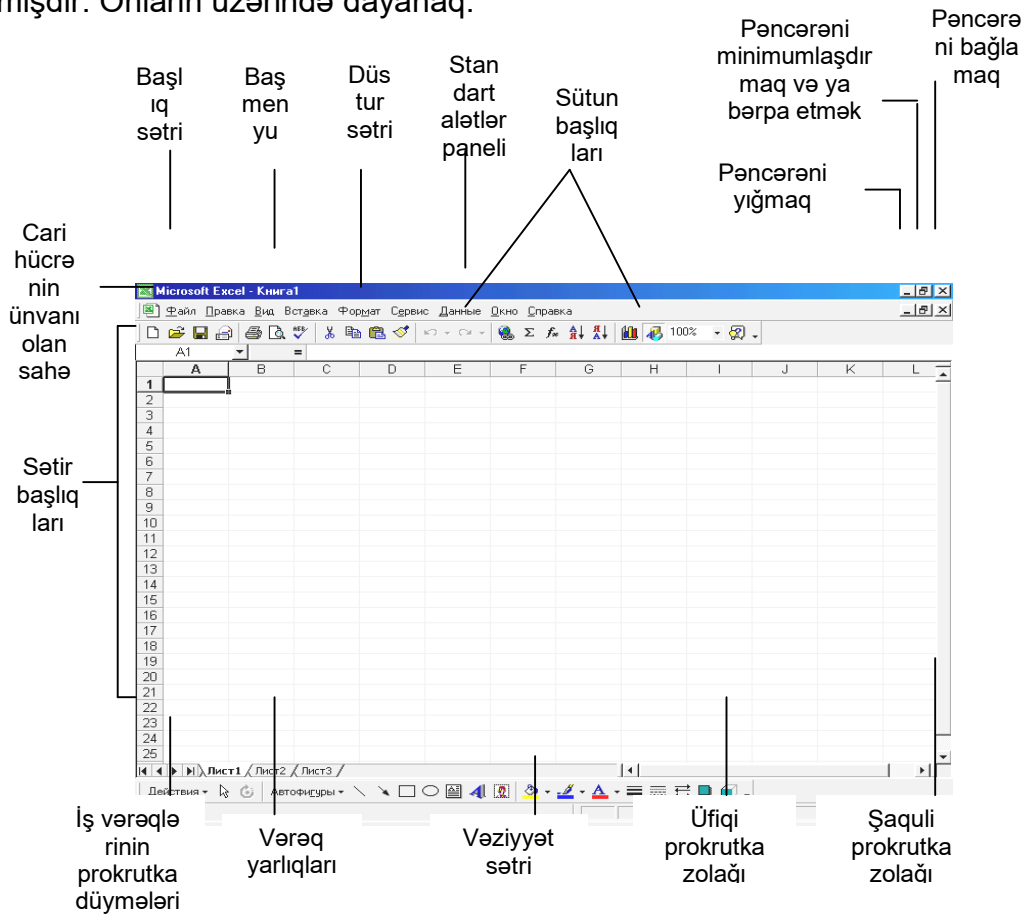 mişdir. Onların üzərində dayanaq.
Başl
ıq
sətri
Baş
men
yu
Düs
tur
sətri
Stan
dart
alətlər
paneli
Sütun
başlıq
ları
Pəncərəni
minimumlaşdır
maq və ya
bərpa etmək
Pəncərə
ni bağla
maq
Pəncərəni
yığmaq
Cari
hücrə
nin
ünvanı
olan
sahə
Sətir
başlıq
ları
Microsoft Excel - Книга1
Файл Правка Вид Вставка Формат Сервис Данные Окно Справка
100%
A1 =
A B C D E F G H I J K L
1
2
3
4
5
6
7
8
9
10
11
12
13
14
15
16
17
18
19
20
21
22
23
24
25
Лист1 Лист2 Лист3
Действия Автофигуры
İş vərəqlə
rinin
prokrutka
düymələri
Vərəq
yarlıqları
Vəziyyət
sətri
Üfiqi
prokrutka
zolağı
Şaquli
prokrutka
zolağı